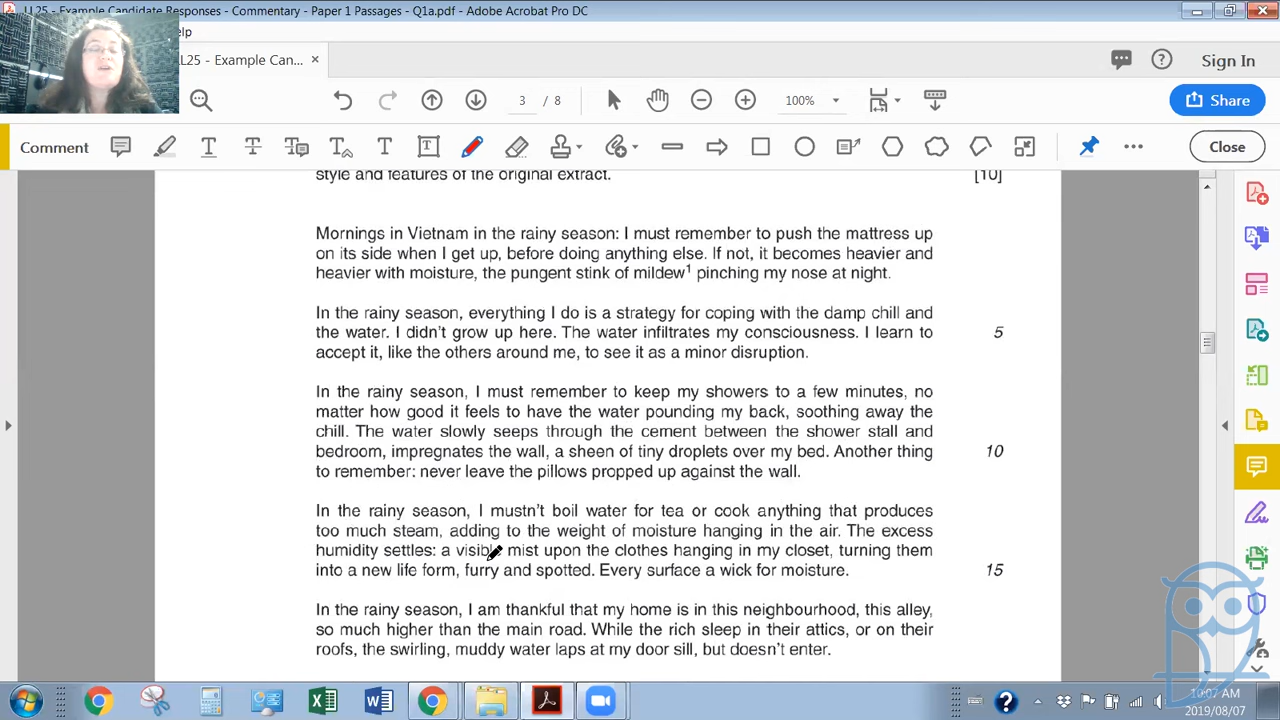 LL25 - Example Candidate Responses - Commentary - Paper 1 Passages - Q1a.pdf - Adobe Acrobat Pro DC
elp
L25 - Example Can... ×
Sign In
3 / 8
100%
Share
Comment
Close
style and features of the original extract. [10]
Mornings in Vietnam in the rainy season: I must remember to push the mattress up
on its side when I get up, before doing anything else. If not, it becomes heavier and
heavier with moisture, the pungent stink of mildew¹ pinching my nose at night.
In the rainy season, everything I do is a strategy for coping with the damp chill and
the water. I didn't grow up here. The water infiltrates my consciousness. I learn to 5
accept it, like the others around me, to see it as a minor disruption.
In the rainy season, I must remember to keep my showers to a few minutes, no
matter how good it feels to have the water pounding my back, soothing away the
chill. The water slowly seeps through the cement between the shower stall and
bedroom, impregnates the wall, a sheen of tiny droplets over my bed. Another thing 10
to remember: never leave the pillows propped up against the wall.
In the rainy season, I mustn't boil water for tea or cook anything that produces
too much steam, adding to the weight of moisture hanging in the air. The excess
humidity settles: a visible mist upon the clothes hanging in my closet, turning them
into a new life form, furry and spotted. Every surface a wick for moisture. 15
In the rainy season, I am thankful that my home is in this neighbourhood, this alley,
so much higher than the main road. While the rich sleep in their attics, or on their
roofs, the swirling, muddy water laps at my door sill, but doesn't enter.
10:07 AM
2019/08/07